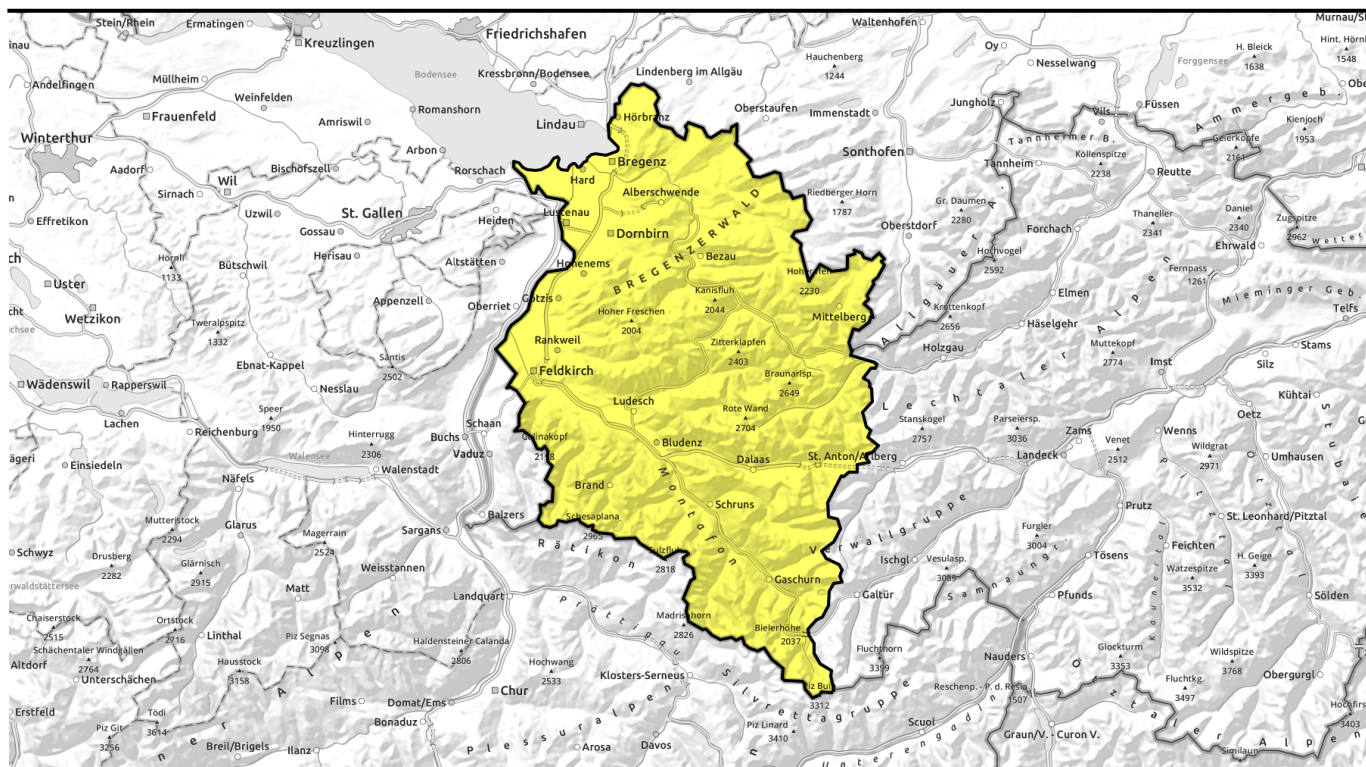 Stein/Rhein
Ermatingen
Kreuzlingen
Friedrichshafen
Waltenhofen
Murnau/S
Oy
H. Bleick
1638
Hint. Hörnl
1548
Hauchenberg
1244
Nesselwang
Forggensee
Andelfingen
Müllheim
Bodensee
Kressbronn/Bodensee
Lindenberg im Allgäu
Weinfelden
Romanshorn
Oberstaufen
Immenstadt
Jungholz
Füssen
Ammergeb.
Frauenfeld
Hörbranz
Vils
Kienjoch
1953
Winterthur
Amriswil
Lindau
Tannheimer B.
Geierköpfe
2161
Arbon
Bregenz
Sonthofen
Tannheim
Köllenspitze
2238
Aadorf
Bischofszell
Rorschach
Hard
Reutte
Sirnach
Wil
Alberschwende
Riedberger Horn
1787
Gr. Daumen
2280
Uzwil
St. Gallen
Heiden
Lustenau
BREGENZERWALD
Thaneller
2341
Daniel
2340
Zugspitze
2962
Effretikon
Gossau
Dornbirn
Oberstdorf
Forchach
Ehrwald
Wetter
Herisau
Altstätten
Hohenems
Bezau
Hochvogel
2592
Allgäuer A.
Hörnli
1133
Bütschwil
Fernpass
1261
Uster
Appenzell
Oberriet
Götzis
Kanisfluh
2044
2230
Mittelberg
Krottenkopf
2656
Elmen
Mieminger Geb
Telfs
Wetzikon
Tweralpspitz
1332
Hoher Freschen
2004
Häselgehr
Rankweil
Zitterklapfen
2403
Holzgau
Muttekopf
2774
Stams
Ebnat-Kappel
Säntis
2502
Imst
Silz
Wädenswil
Rapperswil
Nesslau
Feldkirch
Braunarlsp.
2649
Lechtaler Alpen
Kühtai
Lachen
Speer
1950
Ludesch
Rote Wand
2704
Stanskogel
2757
Parseiersp.
3036
Oetz
Reichenburg
Hinterrugg
2306
Buchs
Schaan
Vaduz
Galinakopf
2198
Bludenz
Zams
Wenns
Venet
2512
Wildgrat
2971
Umhausen
Einsiedeln
Walensee
Walenstadt
Dalaas
St. Anton/Arlberg
Landeck
Näfels
Brand
Montafon
Schruns
Prutz
St. Leonhard/Pitztal
Mutteristock
2294
Glarus
Magerrain
2524
Sargans
Balzers
Schesaplana
2965
Rätikon
Sulzfluh
2818
Verwallgruppe
Furgler
3004
Feichten
H. Geige
3393
Schwyz
Drusberg
2282
Glärnisch
2915
Weisstannen
Ischgl
Vesulasp.
3089
Tösens
Watzespitze
3532
Gaschurn
Galtür
Samnaungr.
Pfunds
Sölden
Matt
Landquart
Prättigau
Madrisahorn
2826
Bielerhöhe
2037
Chaiserstock
2515
Ortstock
2716
Linthal
Piz Segnas
3098
Haldensteiner Calanda
2806
Fluchthorn
3399
Glockturm
3353
Wildspitze
3768
Schächentaler Windgällen
2764
Altdorf
Unterschächen
Hausstock
3158
Hochwang
2533
Klosters-Serneus
Nauders
Obergurgl
Chur
Silvrettagruppe
3312
Reschenp. - P. d. Resia
1507
Fluchtkg.
3497
Erstfeld
Films
Domat/Ems
Bonaduz
Tödi
3614
Piz Git
3256
Breil/Brigels
Ilanz
Plessuralpen
Arosa
Davos
Piz Linard
3410
Scuol
Unterengadin
Graun/V. - Curon V.
Ötztaler Alpen
Similaun
3403